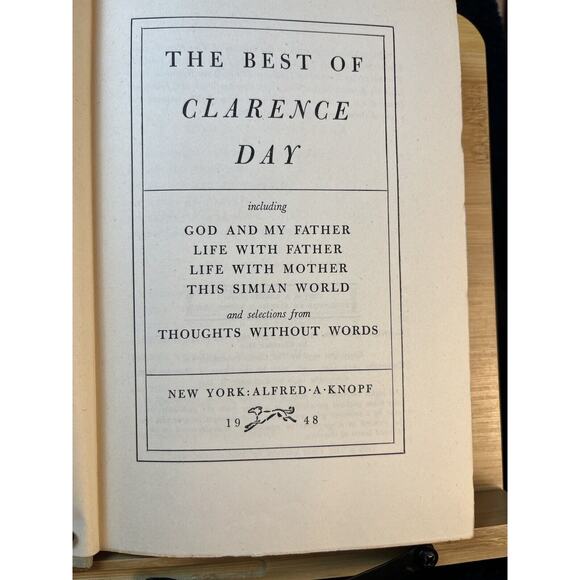 THE BEST OF
CLARENCE
DAY
including
GOD AND MY FATHER
LIFE WITH FATHER
LIFE WITH MOTHER
THIS SIMIAN WORLD
and selections from
THOUGHTS WITHOUT WORDS
NEW YORK: ALFRED·A·KNOPF
19 48